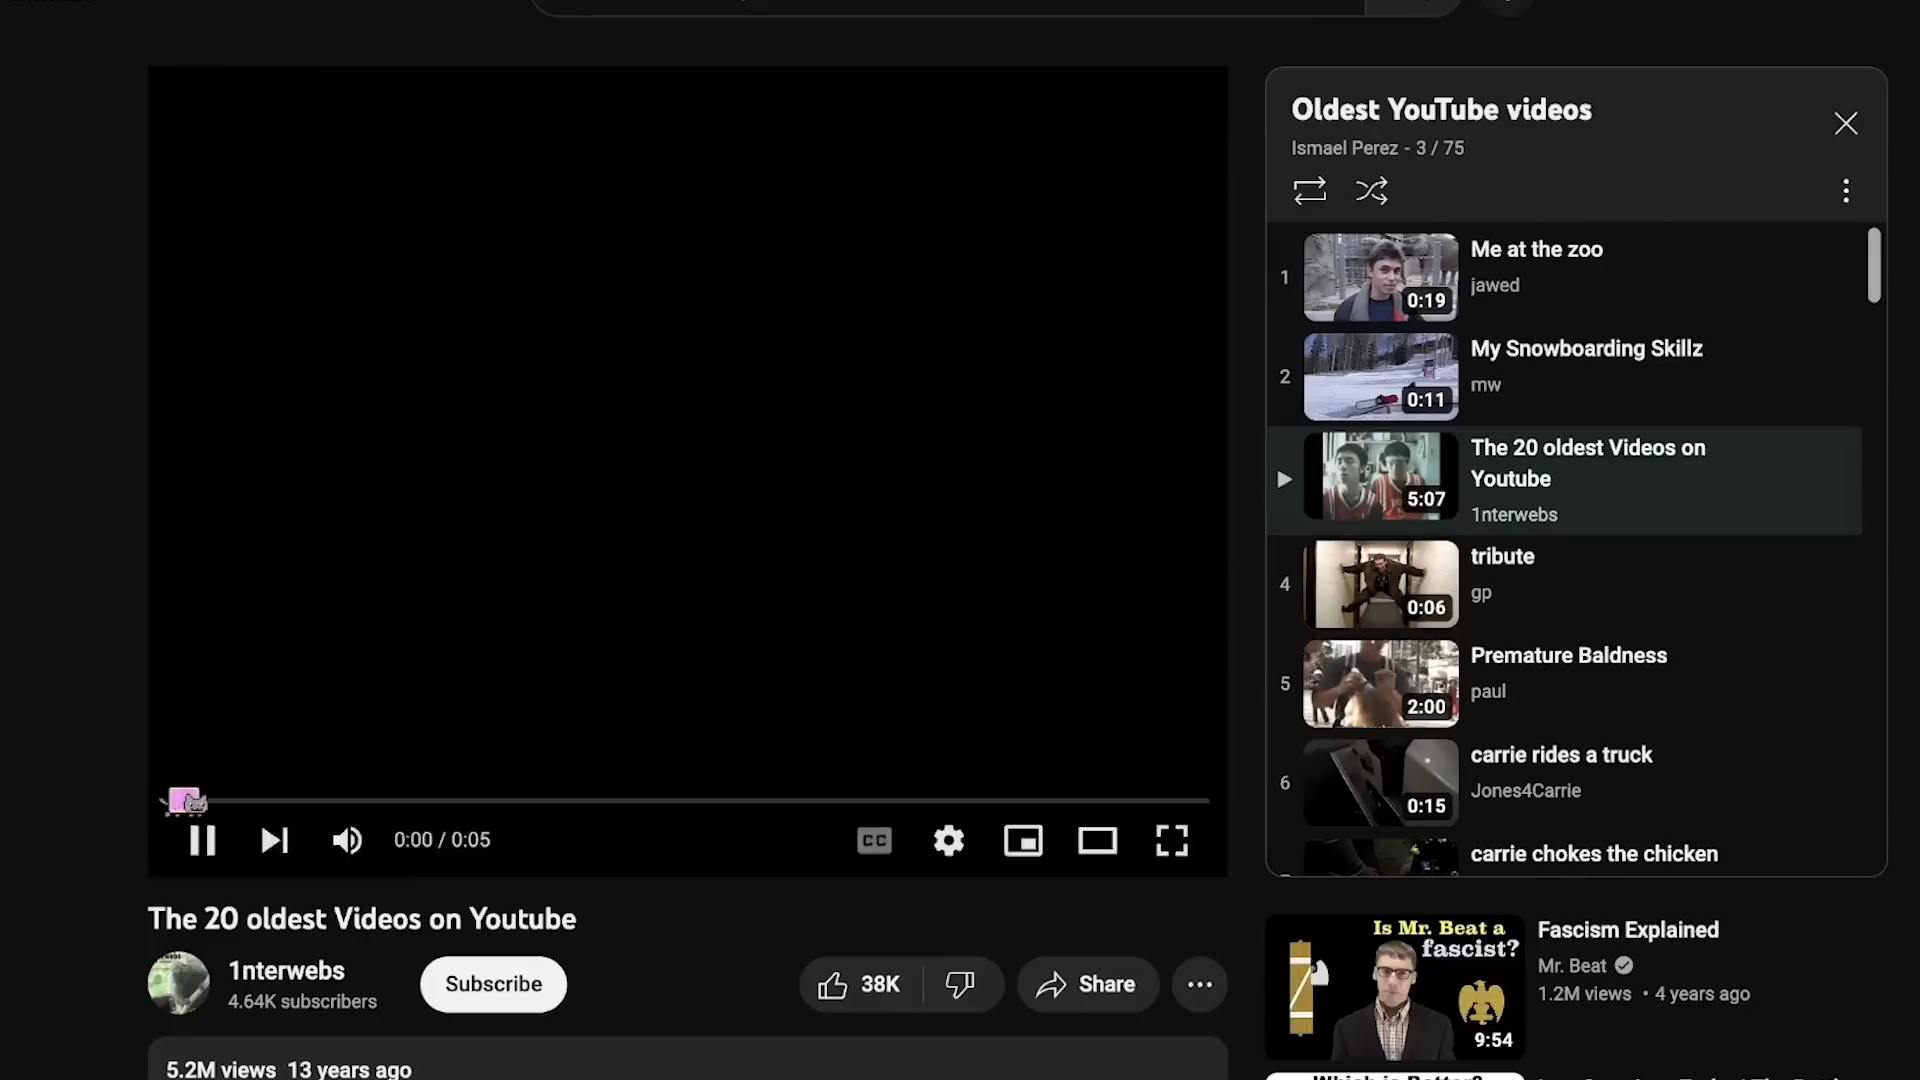 Oldest YouTube videos
Ismael Perez - 3 / 75
1
Me at the zoo
jawed
0:19
2
My Snowboarding Skillz
mw
0:11
The 20 oldest Videos on
Youtube
1nterwebs
5:07
4
tribute
gp
0:06
5
Premature Baldness
paul
2:00
6
carrie rides a truck
Jones4Carrie
0:15
carrie chokes the chicken
0:00 / 0:05
CC
The 20 oldest Videos on Youtube
1nterwebs
4.64K subscribers
Subscribe
38K
Share
5.2M views 13 years ago
Is Mr. Beat a
fascist?
9:54
Fascism Explained
Mr. Beat
1.2M views • 4 years ago
Which is Better?